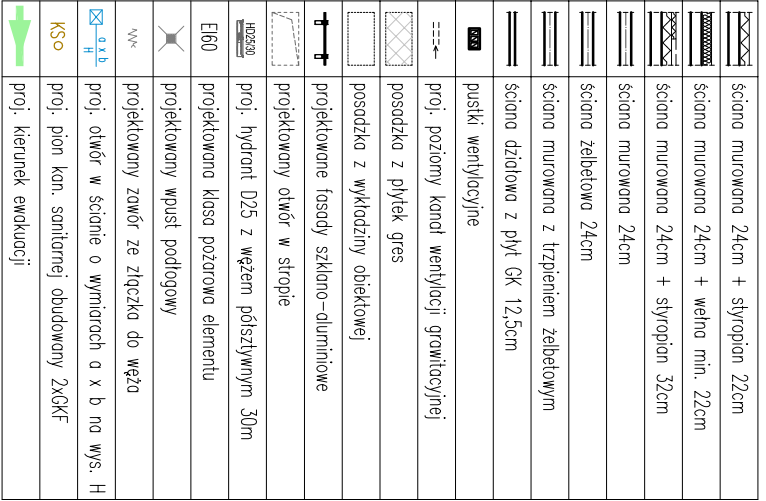 ściana murowana 24cm + styropian 22cm
ściana murowana 24cm + wełna min. 22cm
ściana murowana 24cm + styropian 32cm
ściana murowana 24cm
ściana żelbetowa 24cm
ściana murowana z trzpieniem żelbetowym
ściana działowa z płyt GK 12,5cm
pustki wentylacyjne
proj. poziomy kanał wentylacji grawitacyjnej
posadzka z płytek gres
posadzka z wykładziny obiektowej
projektowane fasady szklano-aluminiowe
projektowany otwór w stropie
HD25/30 proj. hydrant D25 z wężem półsztywnym 30m
EI60 projektowana klasa pożarowa elementu
projektowany wpust podłogowy
projektowany zawór ze złączka do węża
a x b
H
proj. otwór w ścianie o wymiarach a x b na wys. H
KS proj. pion kan. sanitarnej obudowany 2xGKF
proj. kierunek ewakuacji